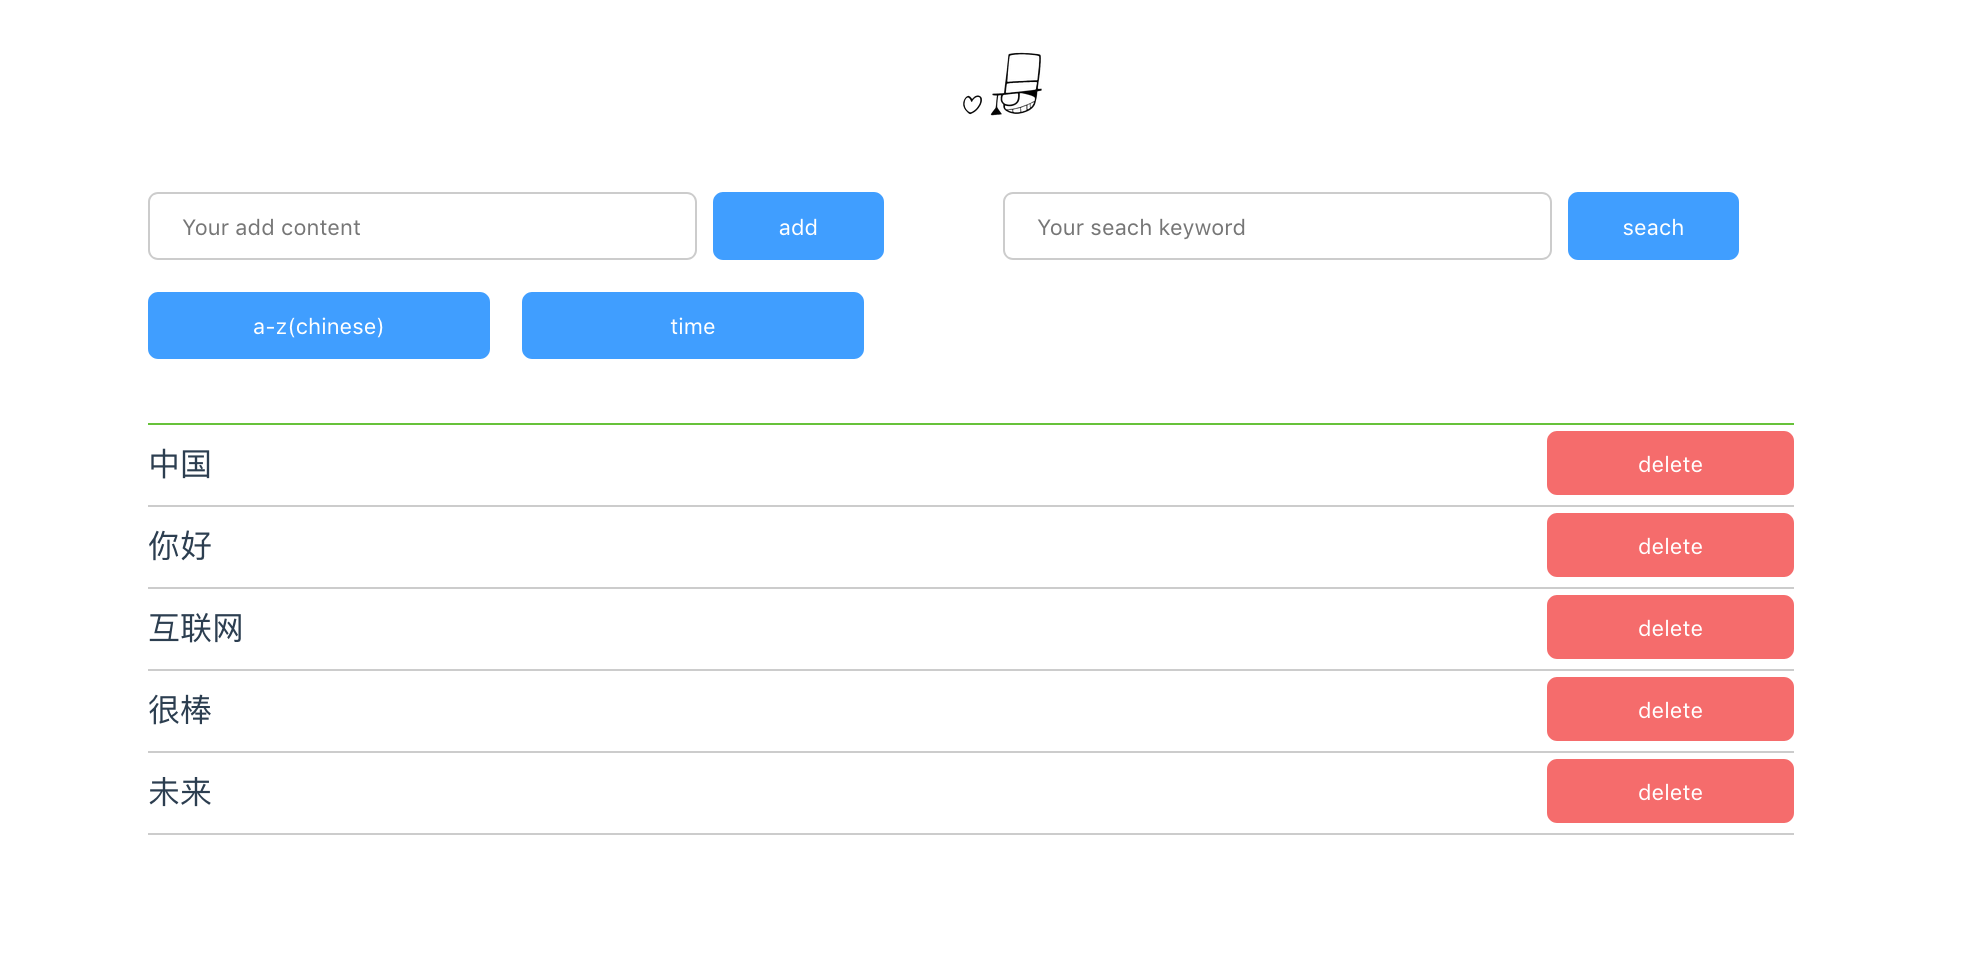 Your add content add Your seach keyword seach
a-z(chinese) time
中国 delete
你好 delete
互联网 delete
很棒 delete
未来 delete